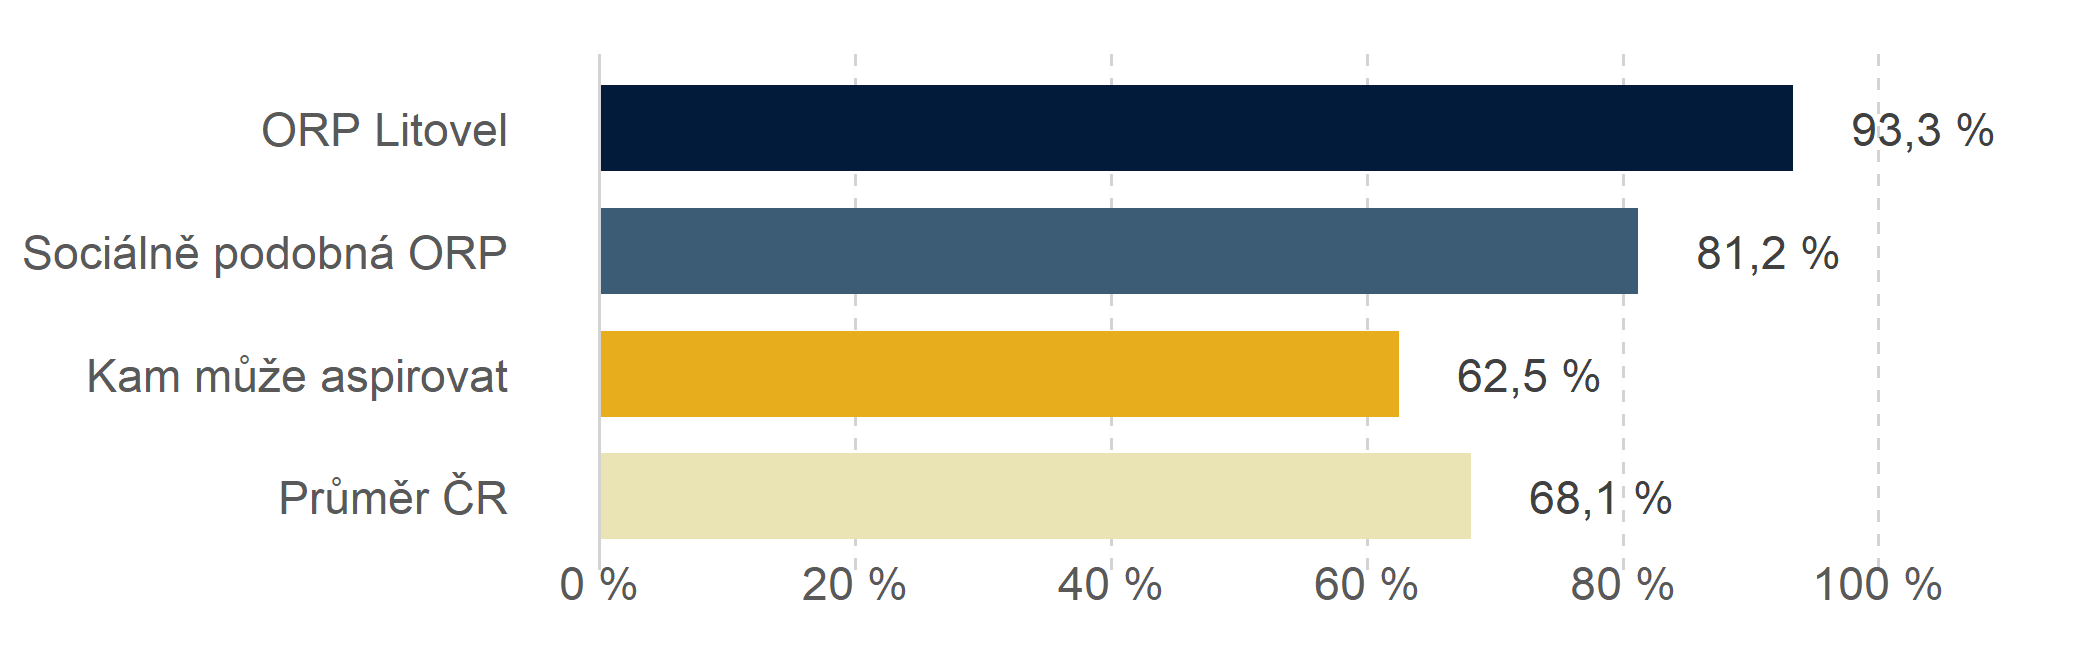 ORP Litovel
93,3 %
Sociálně podobná ORP
81,2 %
Kam může aspirovat
62,5 %
Průměr ČR
68,1 %
0 % 20 % 40 % 60 % 80 % 100 %